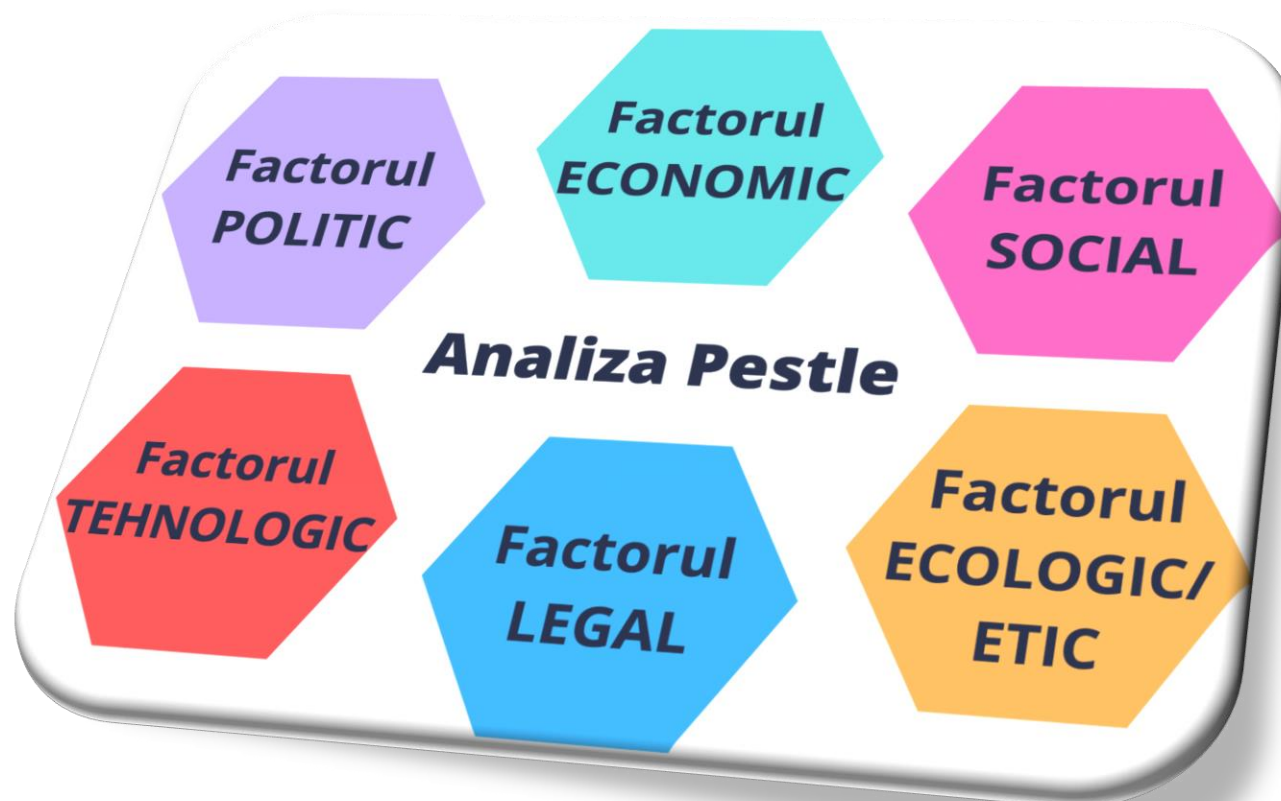 Factorul
POLITIC
Factorul
ECONOMIC
Factorul
SOCIAL
Analiza Pestle
Factorul
TEHNOLOGIC
Factorul
LEGAL
Factorul
ECOLOGIC/
ETIC